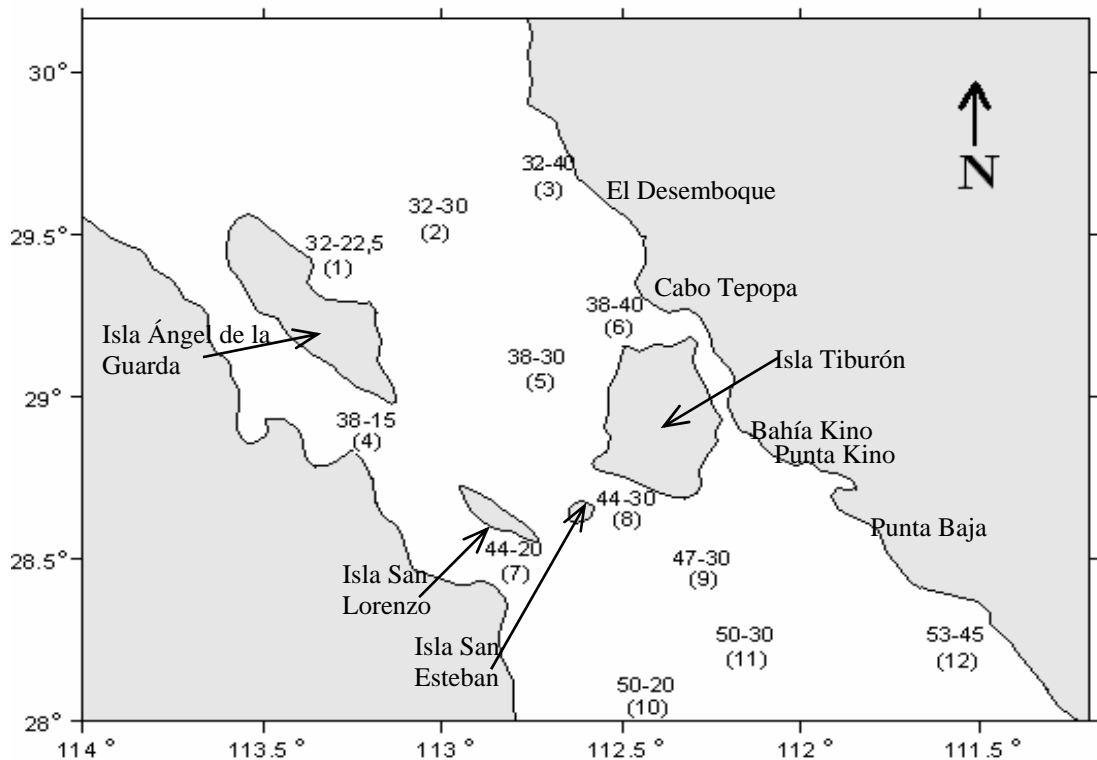 30°
29.5°
29°
28.5°
28°
114 °
113.5 °
113 °
112.5 °
112 °
111.5 °
N
32-40
(3)
El Desemboque
32-30
(2)
32-22,5
(1)
Cabo Tepopa
38-40
(6)
Isla Ángel de la
Guarda
38-30
(5)
Isla Tiburón
38-15
(4)
Bahía Kino
Punta Kino
44-30
(8)
Punta Baja
44-20
(7)
47-30
(9)
Isla San
Lorenzo
Isla San
Esteban
50-30
(11)
53-45
(12)
50-20
(10)